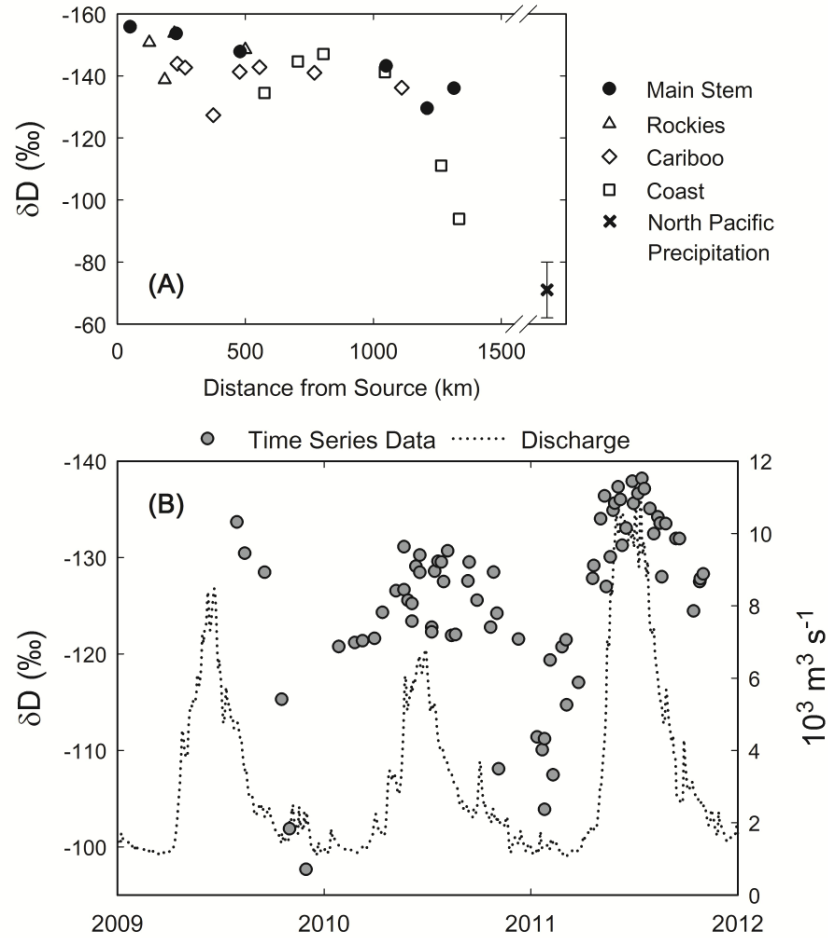 -160
-140
-120
-100
-80
-60
δD (‰)
(A)
0
500
1000
1500
Distance from Source (km)
Main Stem
Rockies
Cariboo
Coast
North Pacific
Precipitation
Time Series Data
Discharge
-140
-130
-120
-110
-100
δD (‰)
(B)
12
10
8
6
4
2
0
10³ m³ s⁻¹
2009
2010
2011
2012